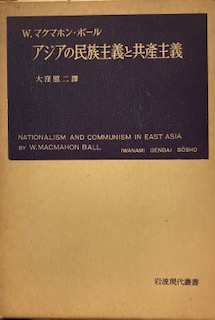 W. マクマホン・ボール
アジアの民族主義と共産主義
大窪愿二譯
NATIONALISM AND COMMUNISM IN EAST ASIA
BY W. MACMAHON BALL IWANAMI GENDAI SŌSHO
岩波現代叢書